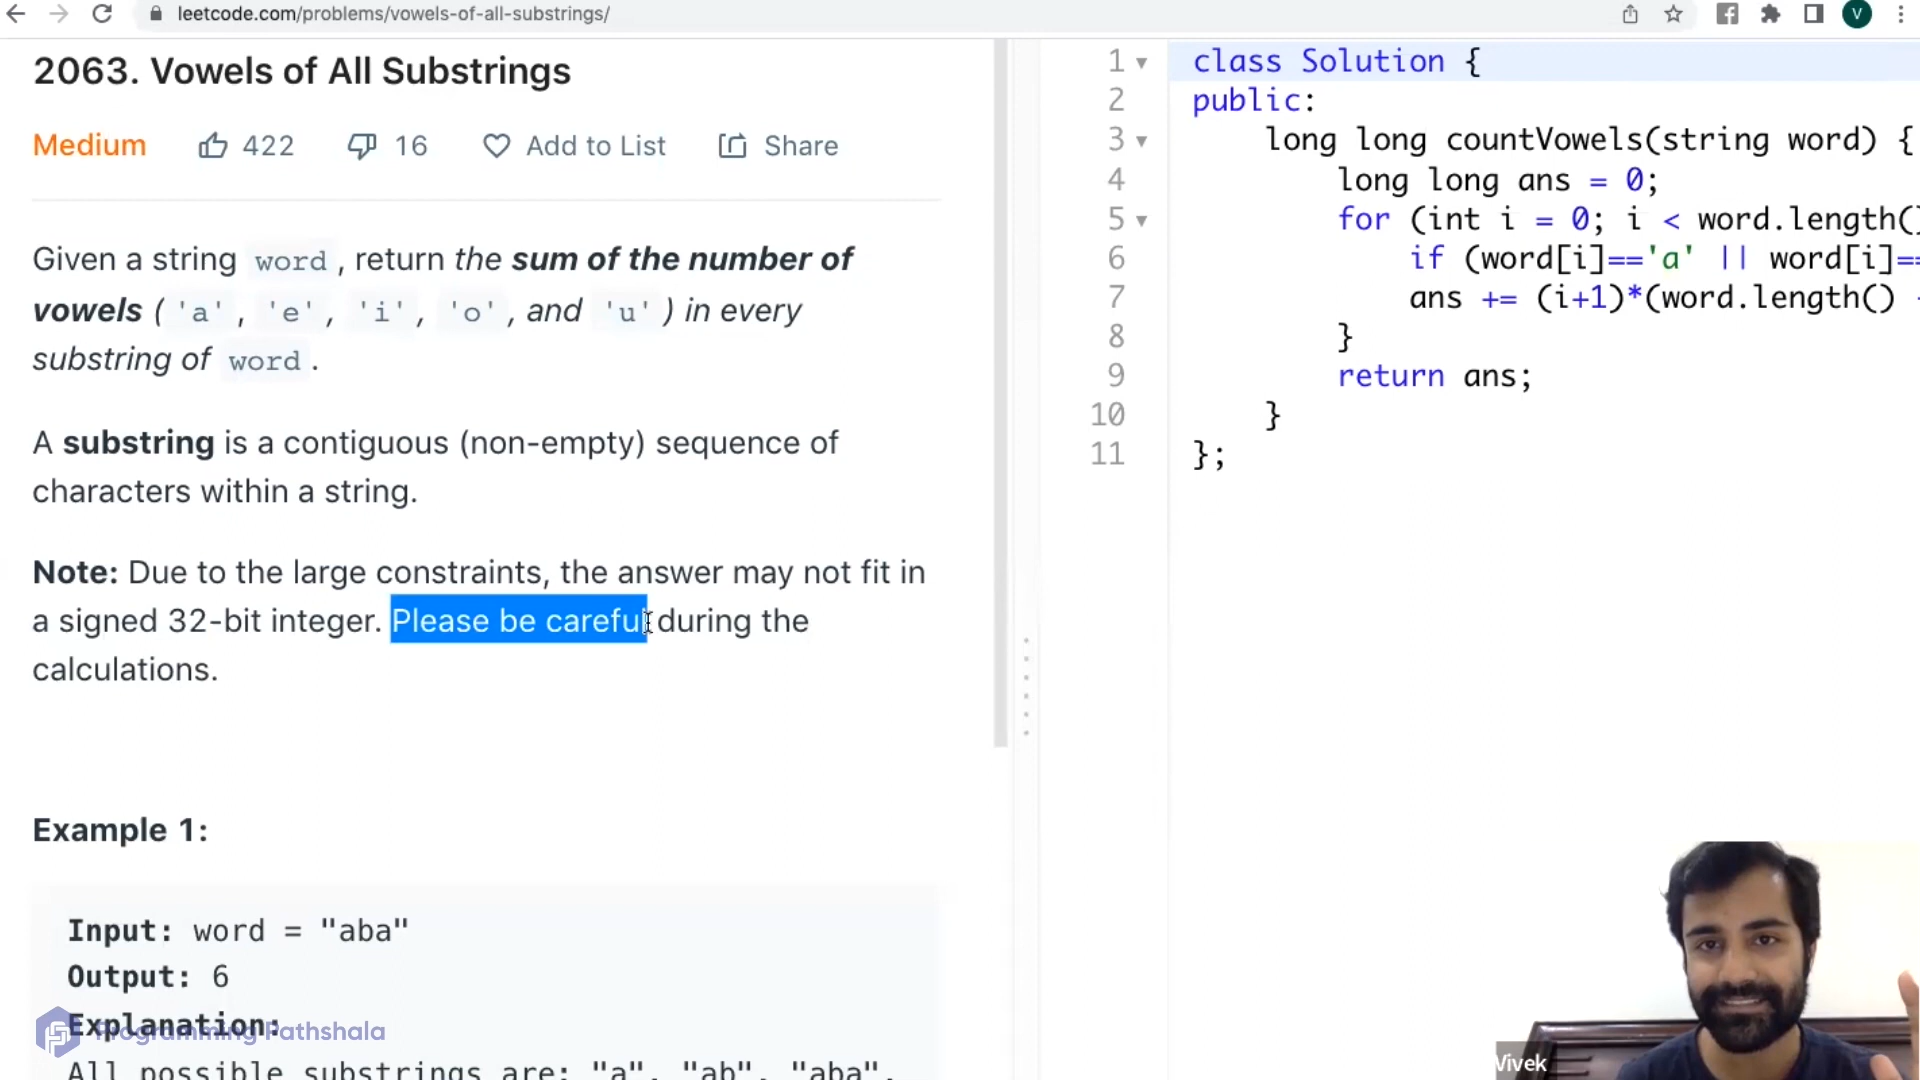 leetcode.com/problems/vowels-of-all-substrings/
V
2063. Vowels of All Substrings
Medium 422 16 Add to List Share
Given a string word, return the sum of the number of
vowels ('a', 'e', 'i', 'o', and 'u') in every
substring of word.
A substring is a contiguous (non-empty) sequence of
characters within a string.
Note: Due to the large constraints, the answer may not fit in
a signed 32-bit integer. Please be careful during the
calculations.
Example 1:
Input: word = "aba"
Output: 6
Explanation:
Programming Pathshala
All possible substrings are: "a", "ab", "aba",
1 class Solution {
2 public:
3 long long countVowels(string word) {
4 long long ans = 0;
5 for (int i = 0; i < word.length()
6 if (word[i]=='a' || word[i]==
7 ans += (i+1)*(word.length() -
8 }
9 return ans;
10 }
11 };
Vivek